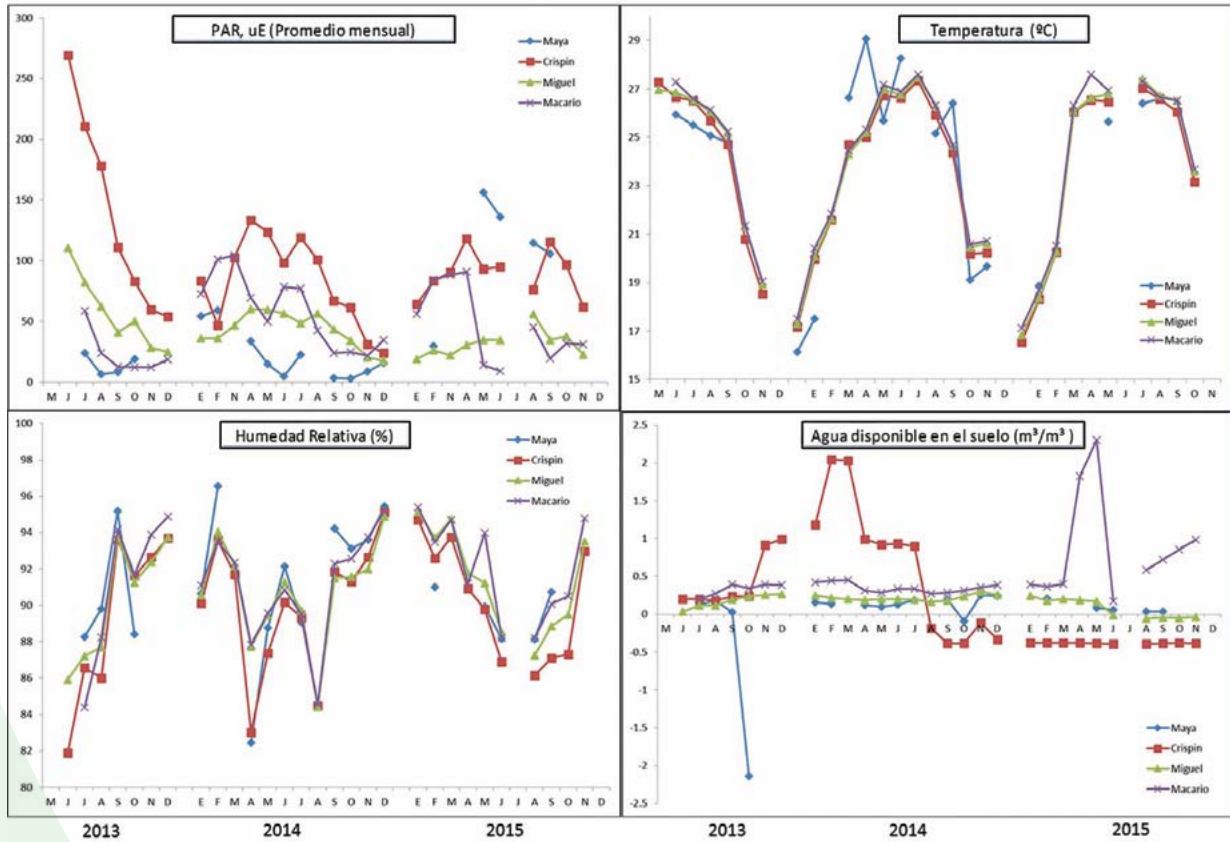 PAR, uE (Promedio mensual)
300
250
200
150
100
50
0
Maya
Crispin
Miguel
Macario
M J J A S O N D E F M A M J J A S O N D E F M A M J J A S O N D
Temperatura (ºC)
29
27
25
23
21
19
17
15
Maya
Crispin
Miguel
Macario
M J J A S O N D E F M A M J J A S O N D E F M A M J J A S O N
Humedad Relativa (%)
100
98
96
94
92
90
88
86
84
82
80
Maya
Crispin
Miguel
Macario
M J J A S O N D E F M A M J J A S O N D E F M A M J J A S O N D
2013 2014 2015
Agua disponible en el suelo (m³/m³ )
2.5
2
1.5
1
0.5
0
-0.5
-1
-1.5
-2
-2.5
M J J A S O N D E F M A M J J A S O N D E F M A M J J A S O N D
Maya
Crispin
Miguel
Macario
2013 2014 2015